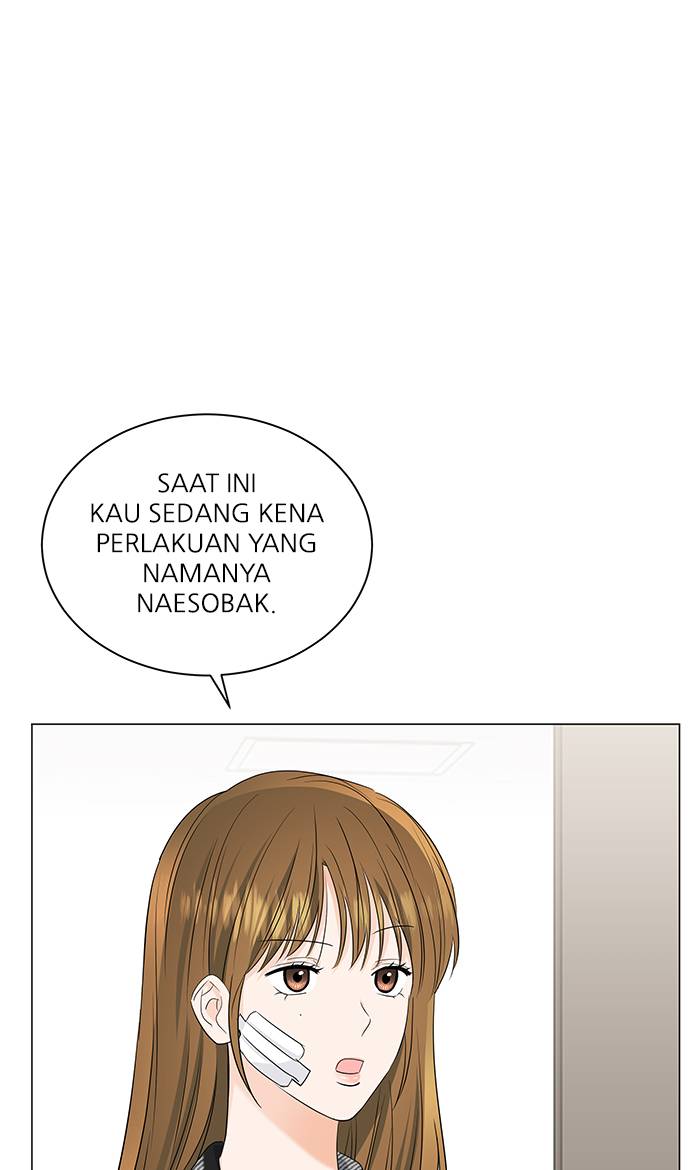 SAAT INI
KAU SEDANG KENA
PERLAKUAN YANG
NAMANYA
NAESOBAK.